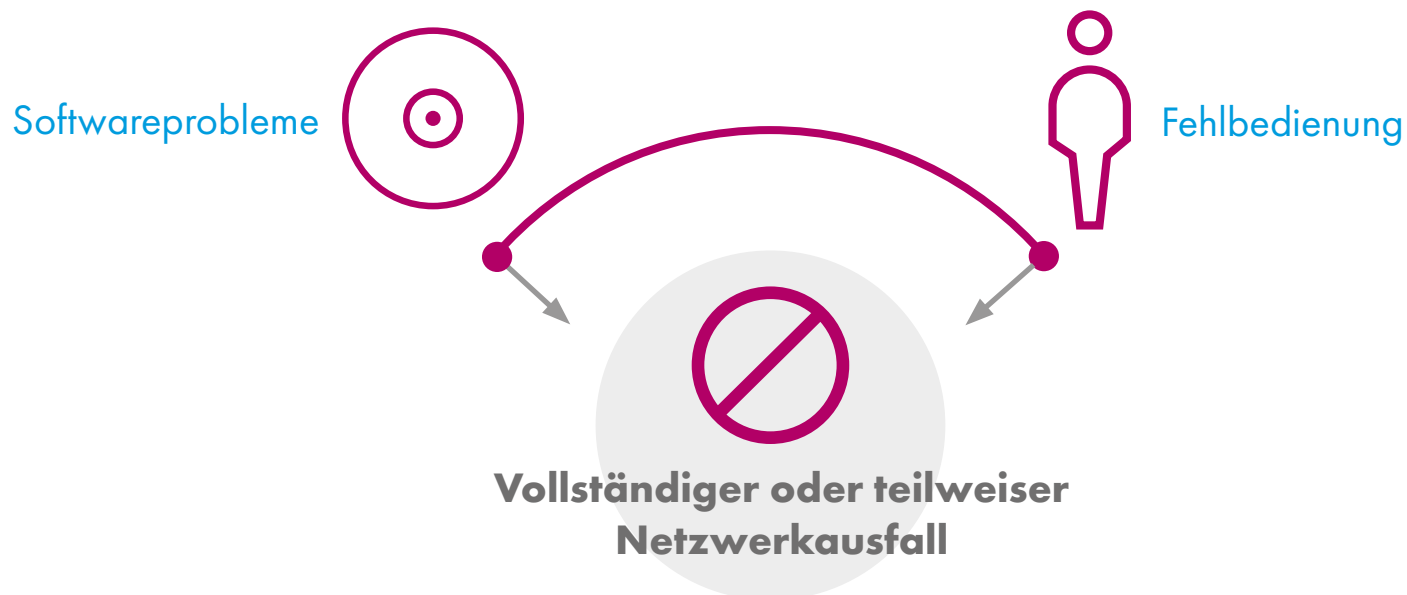 Softwareprobleme
Fehlbedienung
Vollständiger oder teilweiser
Netzwerkausfall